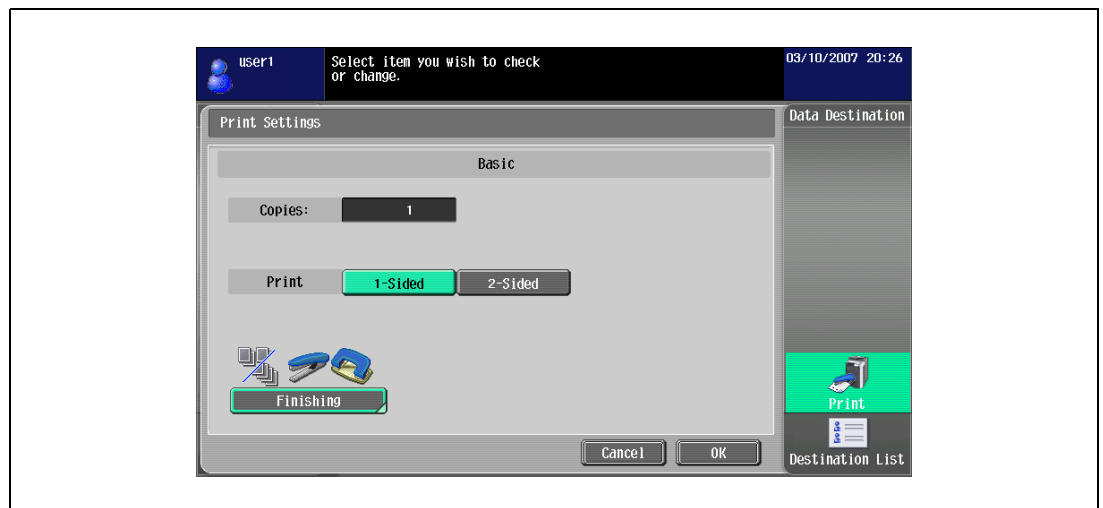 user1
Select item you wish to check
or change.
03/10/2007 20:26
Print Settings
Data Destination
Basic
Copies: 1
Print 1-Sided 2-Sided
Finishing
Print
Cancel OK
Destination List